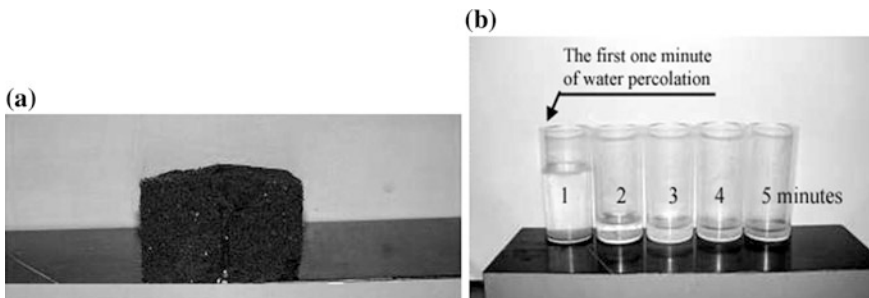 (a)
(b)
The first one minute
of water percolation
1 2 3 4 5 minutes